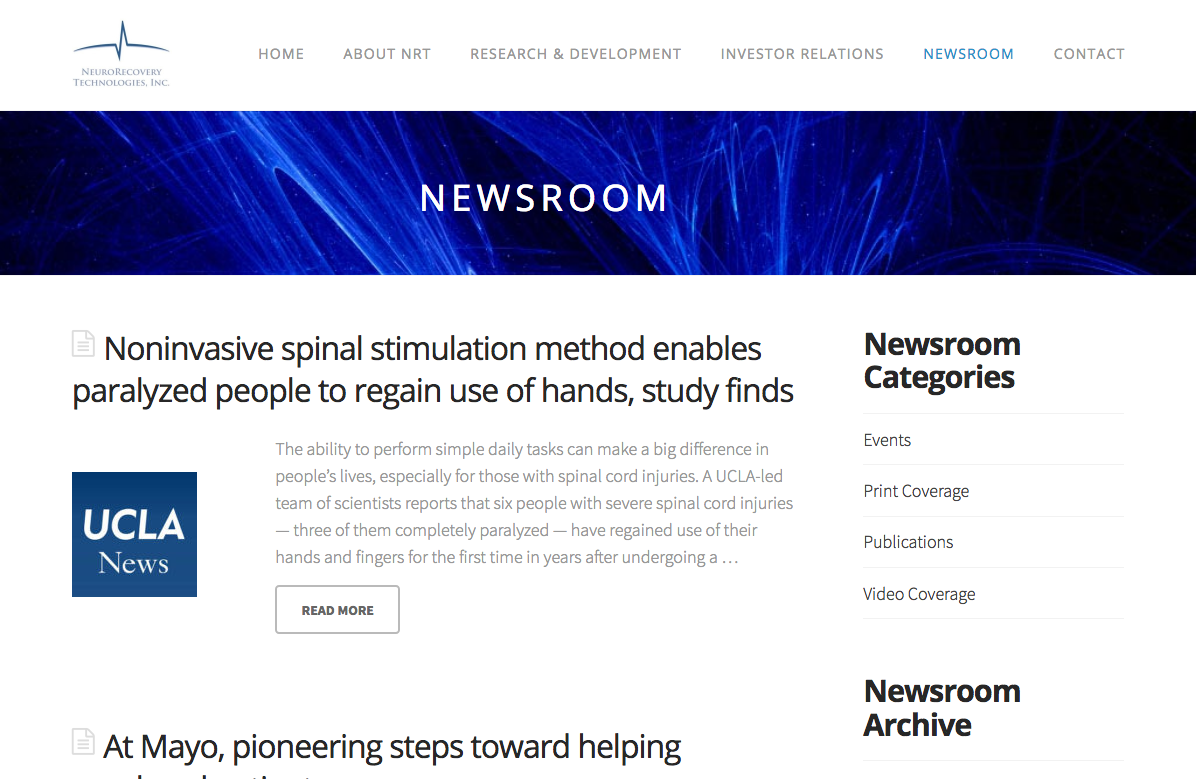 NEURORECOVERY
TECHNOLOGIES, INC.
HOME ABOUT NRT RESEARCH & DEVELOPMENT INVESTOR RELATIONS NEWSROOM CONTACT
NEWSROOM
Noninvasive spinal stimulation method enables
paralyzed people to regain use of hands, study finds
UCLA
News
The ability to perform simple daily tasks can make a big difference in
people’s lives, especially for those with spinal cord injuries. A UCLA-led
team of scientists reports that six people with severe spinal cord injuries
— three of them completely paralyzed — have regained use of their
hands and fingers for the first time in years after undergoing a …
READ MORE
At Mayo, pioneering steps toward helping
Newsroom
Categories
Events
Print Coverage
Publications
Video Coverage
Newsroom
Archive